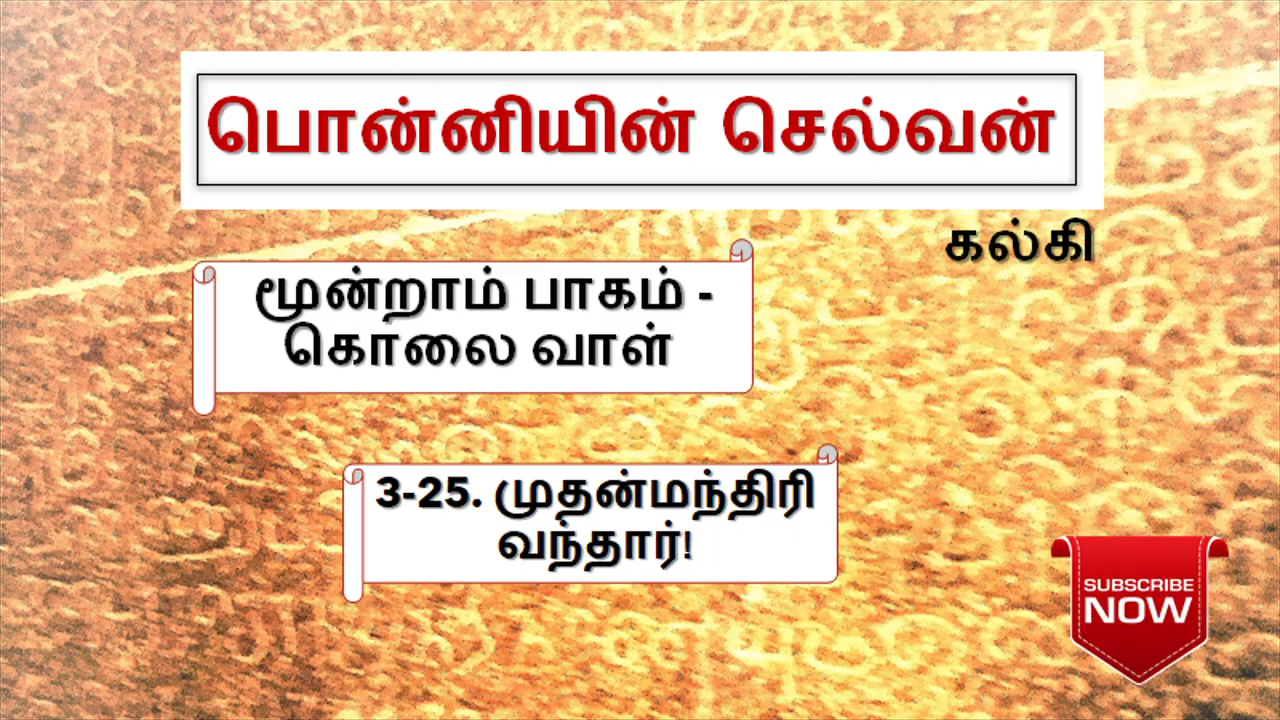 பொன்னியின் செல்வன்
கல்கி
மூன்றாம் பாகம் -
கொலை வாள்
3-25. முதன்மந்திரி
வந்தார்!
SUBSCRIBE
NOW